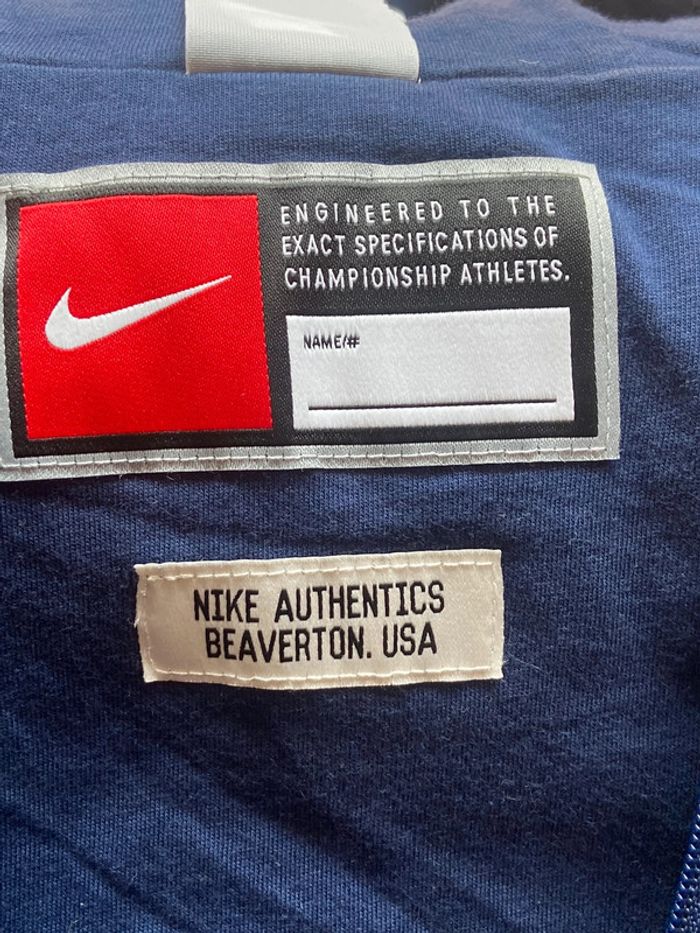 ENGINEERED TO THE
EXACT SPECIFICATIONS OF
CHAMPIONSHIP ATHLETES.
NAME/#
NIKE AUTHENTICS
BEAVERTON. USA